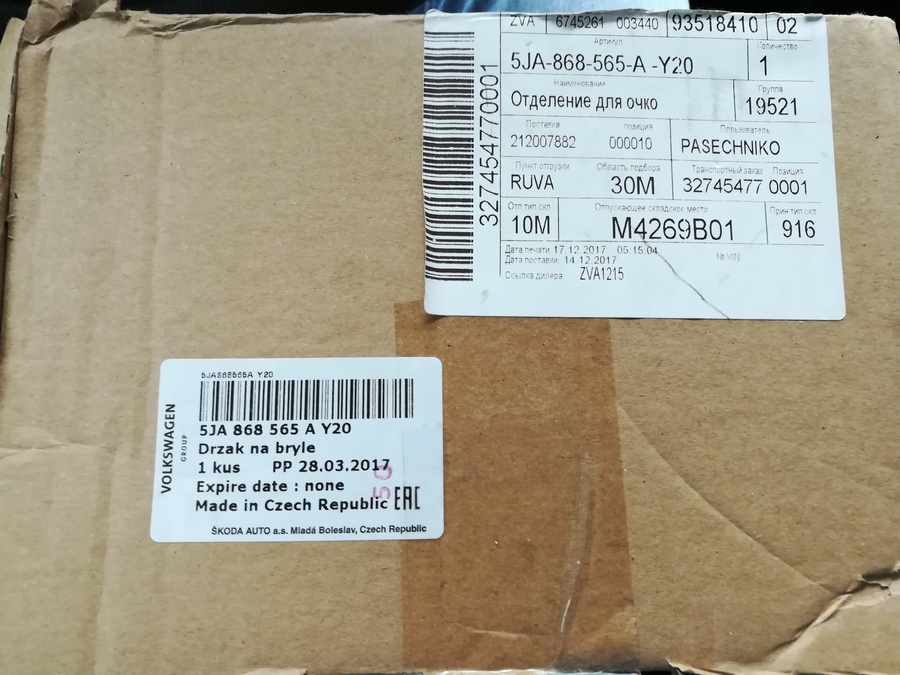 ZVA 6745261 003440 93518410 02
Артикул Количество
5JA-868-565-A -Y20 1
Наименование Группа
Отделение для очко 19521
Поставка позиция Пользователь
212007882 000010 PASECHNIKO
Пункт отгрузки Область подбора Транспортный заказ Позиция
RUVA 30M 32745477 0001
Отп тип скл Отпускающее складское место Прин тип скл
10M M4269B01 916
Дата печати 17.12.2017 05:15:04 № VIN:
Дата поставки: 14.12.2017
Ссылка дилера ZVA1215
327454770001
5JA868565A Y20
VOLKSWAGEN
GROUP
5JA 868 565 A Y20
Drzak na bryle
1 kus PP 28.03.2017
Expire date : none
50
Made in Czech Republic EAC
ŠKODA AUTO a.s. Mladá Boleslav, Czech Republic